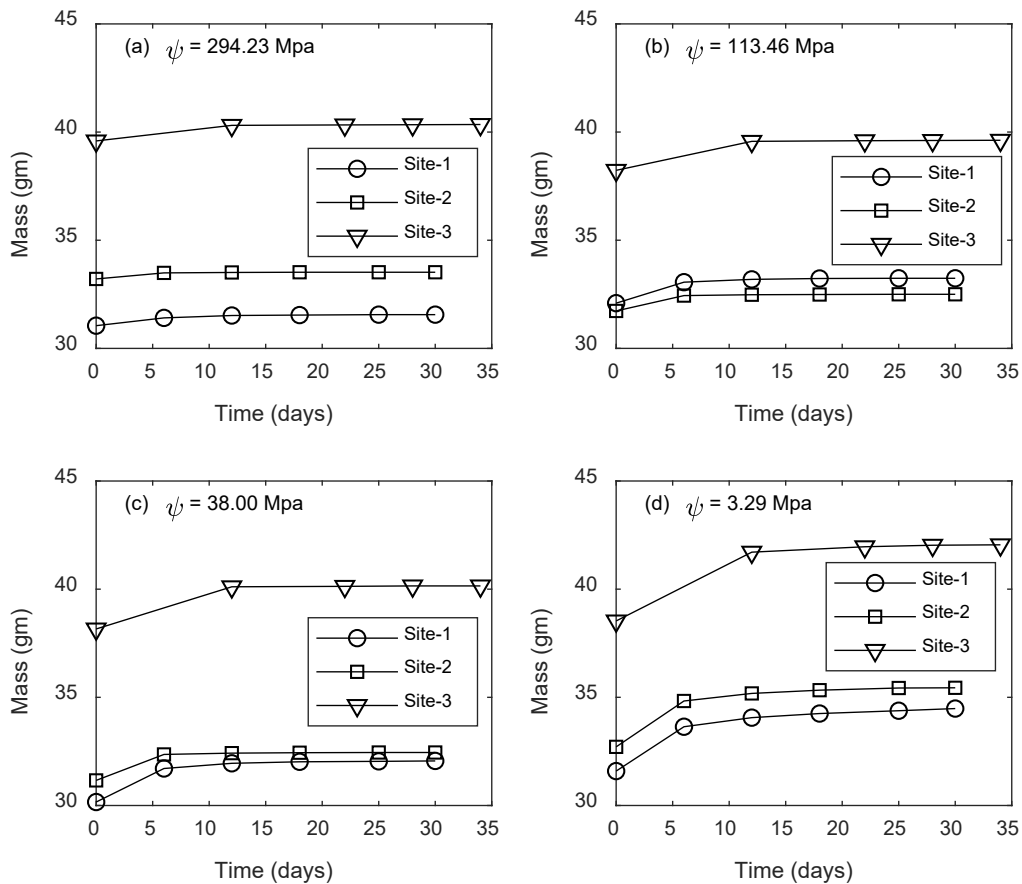 (a) ψ = 294.23 Mpa
45
40
35
30
Mass (gm)
Site-1
Site-2
Site-3
0 5 10 15 20 25 30 35
Time (days)
(b) ψ = 113.46 Mpa
45
40
35
30
Mass (gm)
Site-1
Site-2
Site-3
0 5 10 15 20 25 30 35
Time (days)
(c) ψ = 38.00 Mpa
45
40
35
30
Mass (gm)
Site-1
Site-2
Site-3
0 5 10 15 20 25 30 35
Time (days)
(d) ψ = 3.29 Mpa
45
40
35
30
Mass (gm)
Site-1
Site-2
Site-3
0 5 10 15 20 25 30 35
Time (days)